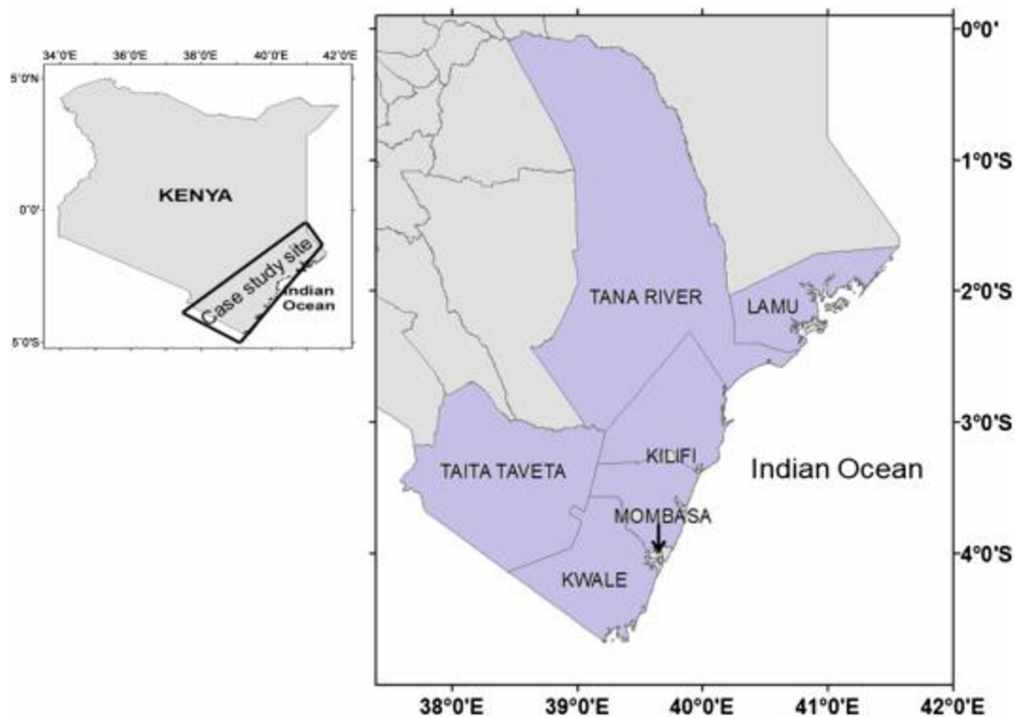 34°0'E 36°0'E 38°0'E 40°0'E 42°0'E
5°0'N
KENYA
0°0'
Case study site
Indian
Ocean
5°0'S
0°0'
1°0'S
TANA RIVER
LAMU
2°0'S
3°0'S
KILIFI
TAITA TAVETA
Indian Ocean
MOMBASA
KWALE
4°0'S
38°0'E 39°0'E 40°0'E 41°0'E 42°0'E